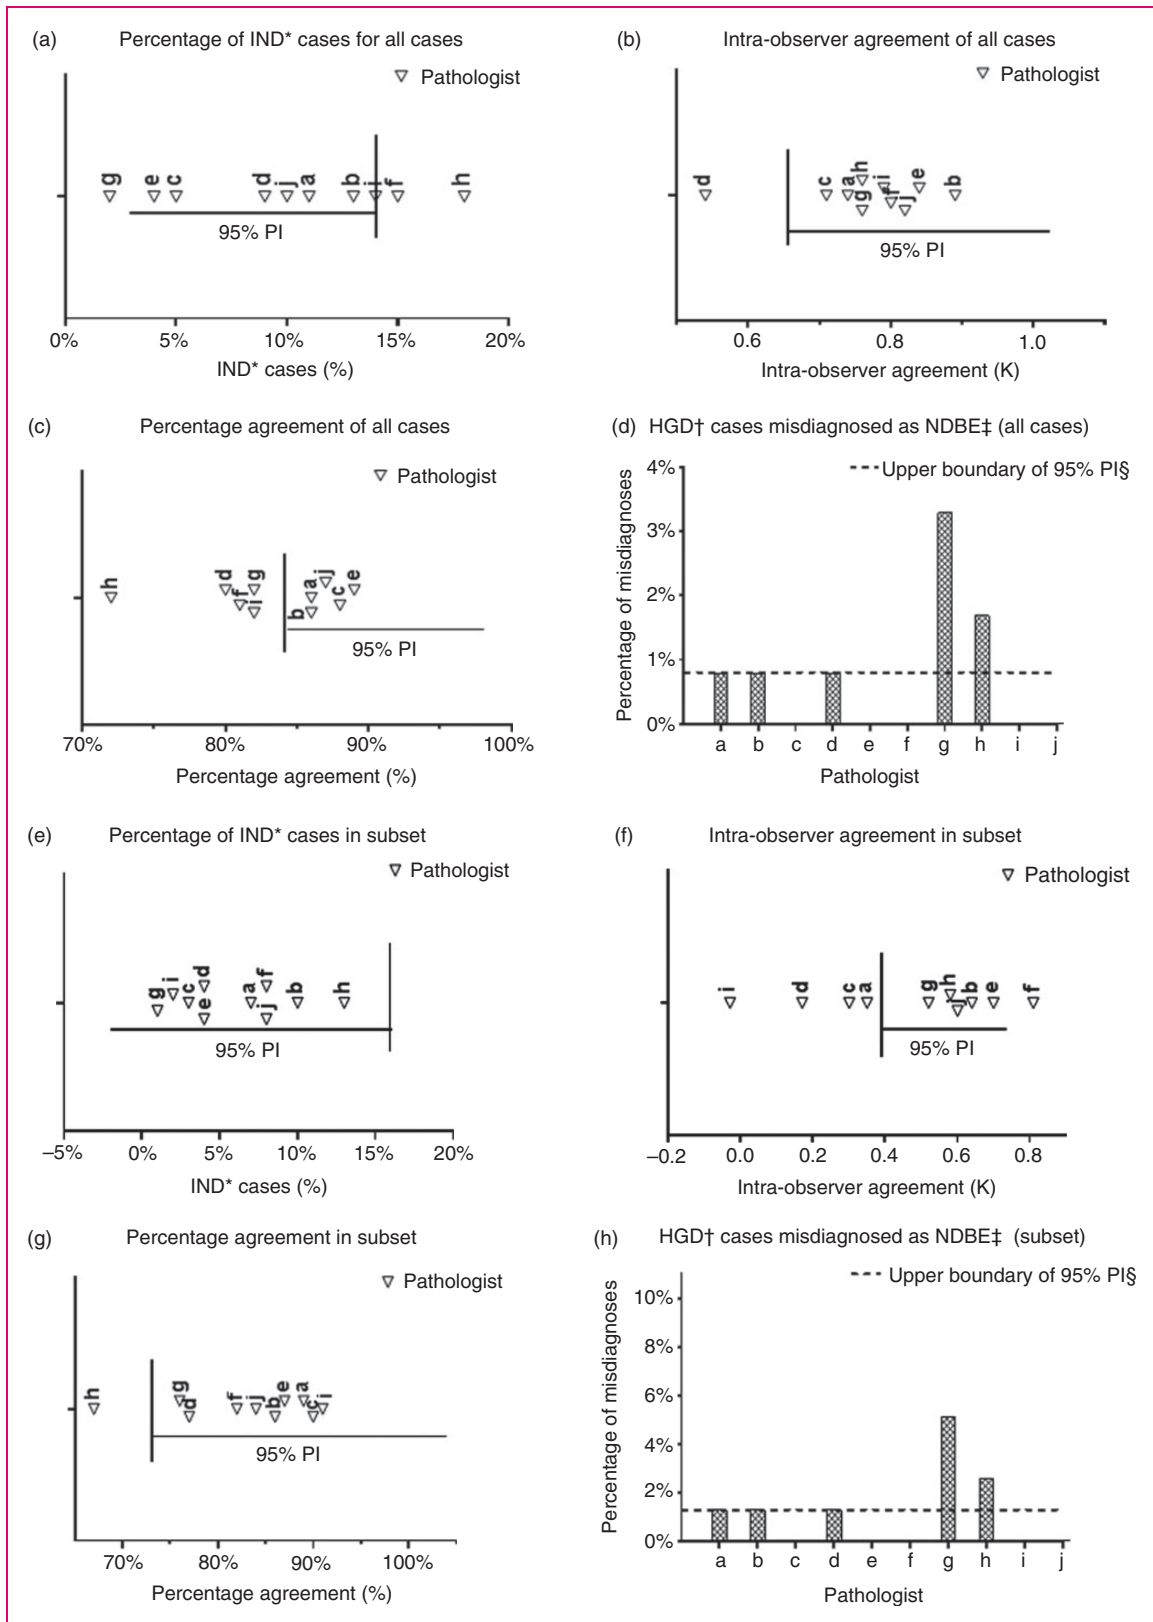 (a) Percentage of IND* cases for all cases
▽ Pathologist
g e c d j a b i f h
95% PI
0% 5% 10% 15% 20%
IND* cases (%)
(b) Intra-observer agreement of all cases
▽ Pathologist
d c a g h i f j e b
95% PI
0.6 0.8 1.0
Intra-observer agreement (K)
(c) Percentage agreement of all cases
▽ Pathologist
h d f g i b a j c e
95% PI
70% 80% 90% 100%
Percentage agreement (%)
(d) HGD† cases misdiagnosed as NDBE‡ (all cases)
Upper boundary of 95% PI§
Percentage of misdiagnoses
4%
3%
2%
1%
0%
a b c d e f g h i j
Pathologist
(e) Percentage of IND* cases in subset
▽ Pathologist
g i c d e a f j b h
95% PI
–5% 0% 5% 10% 15% 20%
IND* cases (%)
(f) Intra-observer agreement in subset
▽ Pathologist
i d c a g h j b e f
95% PI
–0.2 0.0 0.2 0.4 0.6 0.8
Intra-observer agreement (K)
(g) Percentage agreement in subset
▽ Pathologist
h g d f j b e a c i
95% PI
70% 80% 90% 100%
Percentage agreement (%)
(h) HGD† cases misdiagnosed as NDBE‡ (subset)
Upper boundary of 95% PI§
Percentage of misdiagnoses
10%
8%
6%
4%
2%
0%
a b c d e f g h i j
Pathologist